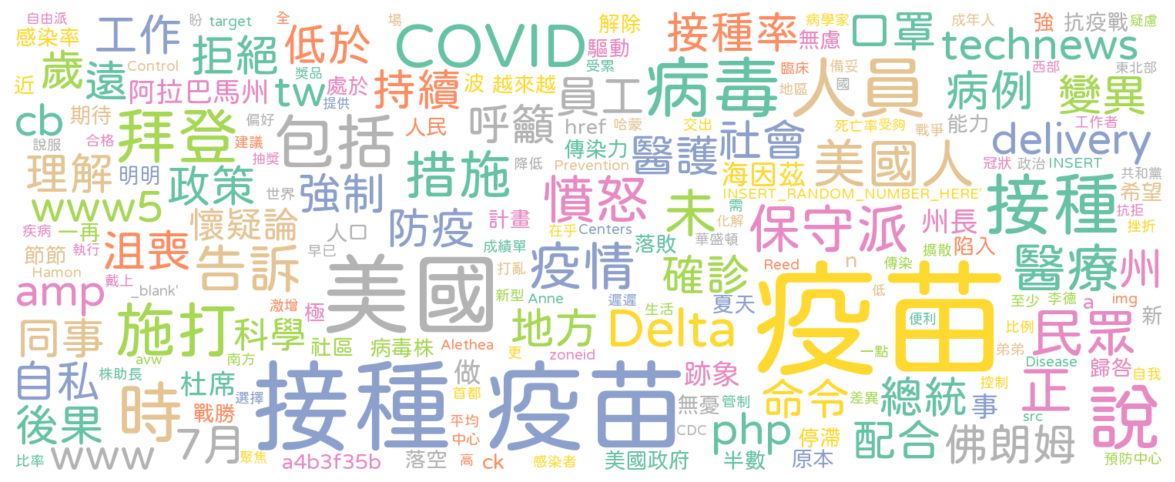 自由派 盼 target 全 COVID 場 解除 接種率 病學家 口罩 成年人 強 抗疫戰 疑慮
感染率 工作 拒絕 低於 獎品 驅動 無慮 technews
Control 受累 臨床 備妥 國 西部 東北部
歲 遠 tw 處於 持續 波 越來越 員工 病毒 地區 人員 病例 變異
近 阿拉巴馬州 提供
期待 偏好 人民 呼籲 href 哈蒙 交出 死亡率 受夠 戰爭 能力 工作者
cb 拜登 合格 建議 包括 傳染力 社會 delivery
說服 抽獎 降低 Prevention 醫護 美國人 冠狀 政治 INSERT 共和黨
理解 明明 政策 世界 強制 措施 憤怒 海因茲 INSERT_RANDOM_NUMBER_HERE' 接種 希望
www5 需 未 保守派 抗拒
疾病 一再 執行 懷疑論 人口 防疫 計畫 在乎 Centers 化解 州長 挫折
節節 沮喪 告訴 早已 成績單 疫情 落敗 華盛頓 擴散 陷入
Hamon 戴上 _blank' 美國 打亂 確診 Reed 傳染 n 醫療 州
amp 激增 極 新型 Anne 遲遲 夏天 低 疫苗 至少 李德 a img
同事 施打 科學 社區 病毒株 Alethea 更 地方 生活 Delta 便利 比例 民眾 新
avw 南方 zoneid 一點 弟弟 Disease 歸咎
自私 株助長 杜席 選擇 接種疫苗 做 首都 跡象 命令 差異 控制 自我
時 戰勝 無憂 管制 總統 事 正 src 說
後果 7月 平均 CDC php 停滯 配合 佛朗姆
比率 www 聚焦 a4b3f35b 落空 中心 高 ck 感染者 美國政府 半數 原本 預防中心